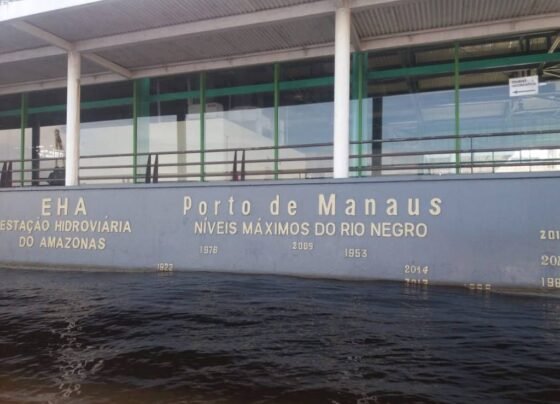 EHA
ESTAÇÃO HIDROVIÁRIA
DO AMAZONAS
Porto de Manaus
NÍVEIS MÁXIMOS DO RIO NEGRO
1976
2009
1953
1922
2014